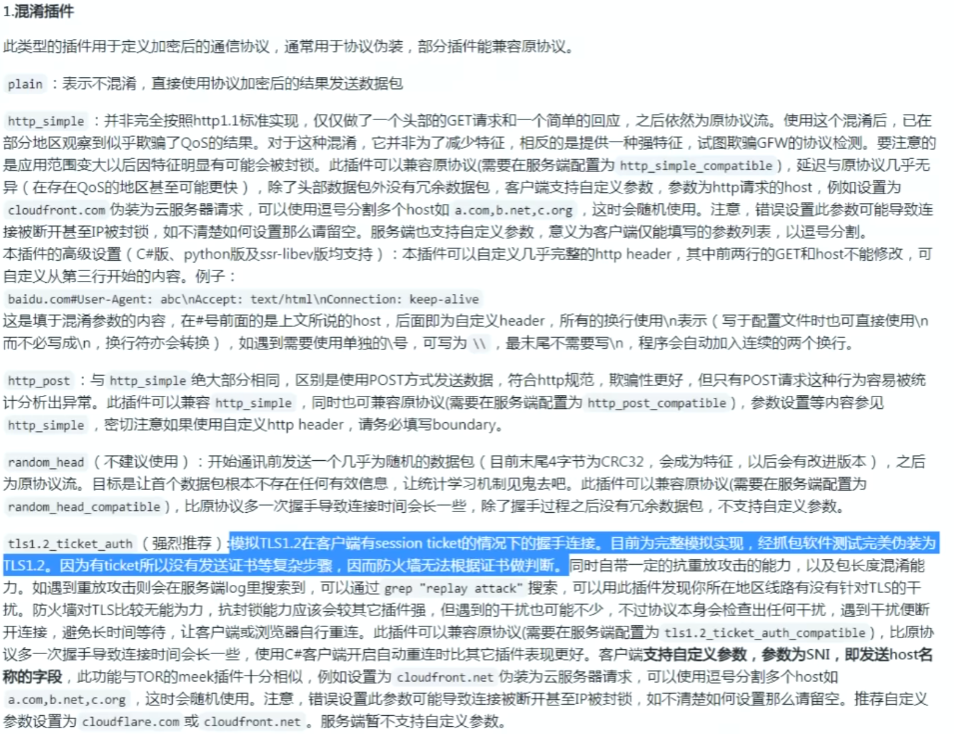 1.混淆插件
此类型的插件用于定义加密后的通信协议，通常用于协议伪装，部分插件能兼容原协议。
plain：表示不混淆，直接使用协议加密后的结果发送数据包
http_simple：并非完全按照http1.1标准实现，仅仅做了一个头部的GET请求和一个简单的回应，之后依然为原协议流。使用这个混淆后，已在
部分地区观察到似乎欺骗了QoS的结果。对于这种混淆，它并非为了减少特征，相反的是提供一种强特征，试图欺骗GFW的协议检测。要注意的
是应用范围变大以后因特征明显有可能会被封锁。此插件可以兼容原协议(需要在服务端配置为 http_simple_compatible)，延迟与原协议几乎无
异（在存在QoS的地区甚至可能更快），除了头部数据包外没有冗余数据包，客户端支持自定义参数，参数为http请求的host，例如设置为
cloudfront.com 伪装为云服务器请求，可以使用逗号分割多个host如 a.com,b.net,c.org，这时会随机使用。注意，错误设置此参数可能导致连
接被断开甚至IP被封锁，如不清楚如何设置那么请留空。服务端也支持自定义参数，意义为客户端仅能填写的参数列表，以逗号分割。
本插件的高级设置（C#版、python版及ssr-libev版均支持）：本插件可以自定义几乎完整的http header，其中前两行的GET和host不能修改，可
自定义从第三行开始的内容。例子：
baidu.com#User-Agent: abc\nAccept: text/html\nConnection: keep-alive
这是填于混淆参数的内容，在#号前面的是上文所说的host，后面即为自定义header，所有的换行使用\n表示（写于配置文件时也可直接使用\n
而不必写成\n，换行符亦会转换），如遇到需要使用单独的\号，可写为 \\，最末尾不需要写\n，程序会自动加入连续的两个换行。
http_post：与 http_simple 绝大部分相同，区别是使用POST方式发送数据，符合http规范，欺骗性更好，但只有POST请求这种行为容易被统
计分析出异常。此插件可以兼容 http_simple，同时也可兼容原协议(需要在服务端配置为 http_post_compatible)，参数设置等内容参见
http_simple，密切注意如果使用自定义http header，请务必填写boundary。
random_head（不建议使用）：开始通讯前发送一个几乎为随机的数据包（目前末尾4字节为CRC32，会成为特征，以后会有改进版本），之后
为原协议流。目标是让首个数据包根本不存在任何有效信息，让统计学习机制见鬼去吧。此插件可以兼容原协议(需要在服务端配置为
random_head_compatible)，比原协议多一次握手导致连接时间会长一些，除了握手过程之后没有冗余数据包，不支持自定义参数。
tls1.2_ticket_auth（强烈推荐）:模拟TLS1.2在客户端有session ticket的情况下的握手连接。目前为完整模拟实现，经抓包软件测试完美伪装为
TLS1.2。因为有ticket所以没有发送证书等复杂步骤，因而防火墙无法根据证书做判断。同时自带一定的抗重放攻击的能力，以及包长度混淆能
力。如遇到重放攻击则会在服务端log里搜索到，可以通过 grep "replay attack" 搜索，可以用此插件发现你所在地区线路有没有针对TLS的干
扰。防火墙对TLS比较无能为力，抗封锁能力应该会较其它插件强，但遇到的干扰也可能不少，不过协议本身会检查出任何干扰，遇到干扰便断
开连接，避免长时间等待，让客户端或浏览器自行重连。此插件可以兼容原协议(需要在服务端配置为 tls1.2_ticket_auth_compatible)，比原协
议多一次握手导致连接时间会长一些，使用C#客户端开启自动重连时比其它插件表现更好。客户端支持自定义参数，参数为SNI，即发送host名
称的字段，此功能与TOR的meek插件十分相似，例如设置为 cloudfront.net 伪装为云服务器请求，可以使用逗号分割多个host如
a.com,b.net,c.org，这时会随机使用。注意，错误设置此参数可能导致连接被断开甚至IP被封锁，如不清楚如何设置那么请留空。推荐自定义
参数设置为 cloudflare.com 或 cloudfront.net。服务端暂不支持自定义参数。